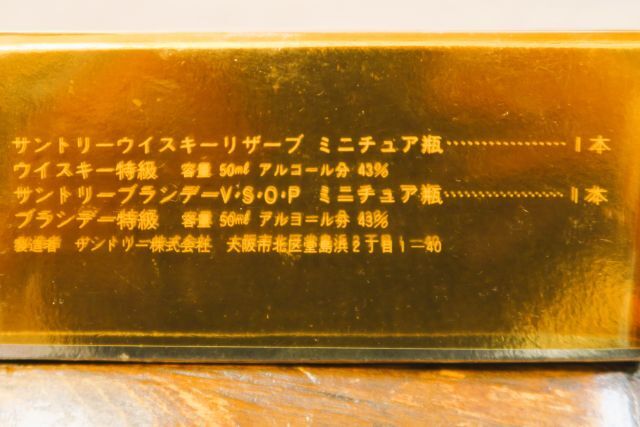 サントリーウイスキーリザーブ ミニチュア瓶……………1本
ウイスキー特級 容量 50㎖ アルコール分 43%
サントリーブランデーV・S・O・P ミニチュア瓶……………1本
ブランデー特級 容量 50㎖ アルコール分 43%
製造者 サントリー株式会社 大阪市北区堂島浜2丁目1−40